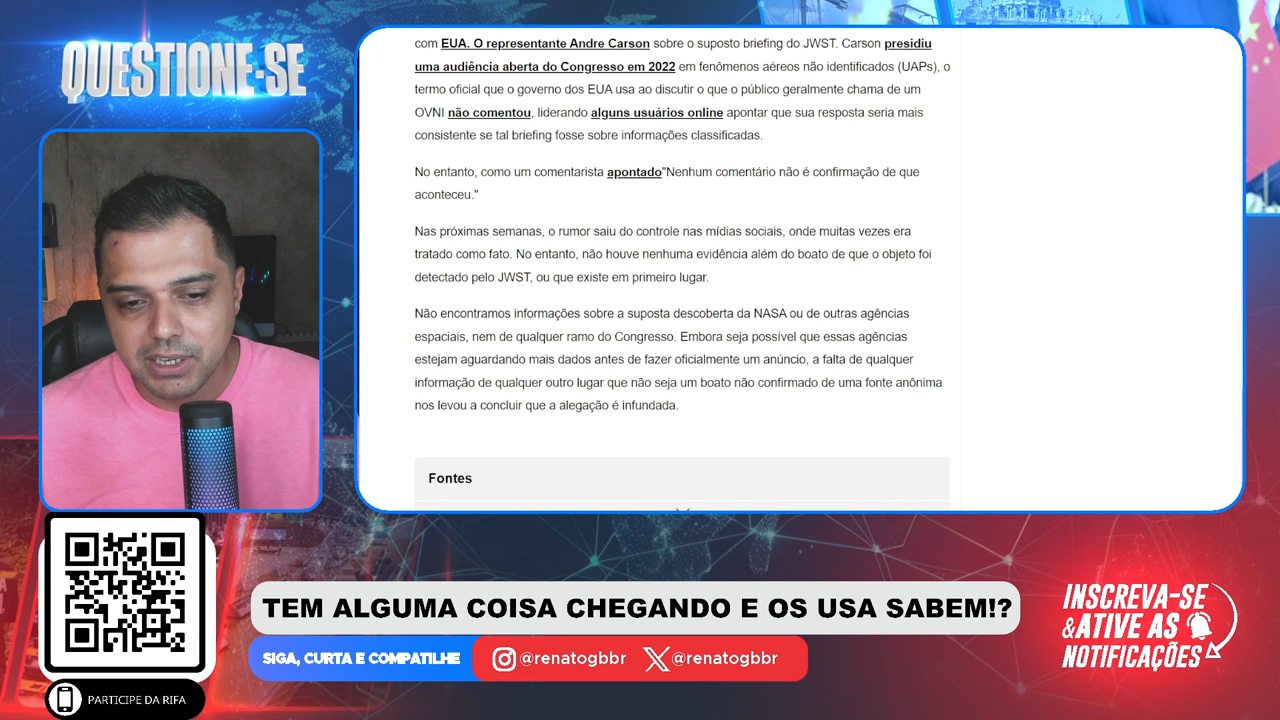 QUESTIONE-SE
com EUA. O representante Andre Carson sobre o suposto briefing do JWST. Carson presidiu
uma audiência aberta do Congresso em 2022 em fenômenos aéreos não identificados (UAPs), o
termo oficial que o governo dos EUA usa ao discutir o que o público geralmente chama de um
OVNI não comentou, liderando alguns usuários online apontar que sua resposta seria mais
consistente se tal briefing fosse sobre informações classificadas.
No entanto, como um comentarista apontado"Nenhum comentário não é confirmação de que
aconteceu."
Nas próximas semanas, o rumor saiu do controle nas mídias sociais, onde muitas vezes era
tratado como fato. No entanto, não houve nenhuma evidência além do boato de que o objeto foi
detectado pelo JWST, ou que existe em primeiro lugar.
Não encontramos informações sobre a suposta descoberta da NASA ou de outras agências
espaciais, nem de qualquer ramo do Congresso. Embora seja possível que essas agências
estejam aguardando mais dados antes de fazer oficialmente um anúncio, a falta de qualquer
informação de qualquer outro lugar que não seja um boato não confirmado de uma fonte anônima
nos levou a concluir que a alegação é infundada.
Fontes
TEM ALGUMA COISA CHEGANDO E OS USA SABEM!?
SIGA, CURTA E COMPATILHE
@renatogbbr
@renatogbbr
INSCREVA-SE
&ATIVE AS
NOTIFICAÇÕES
PARTICIPE DA RIFA